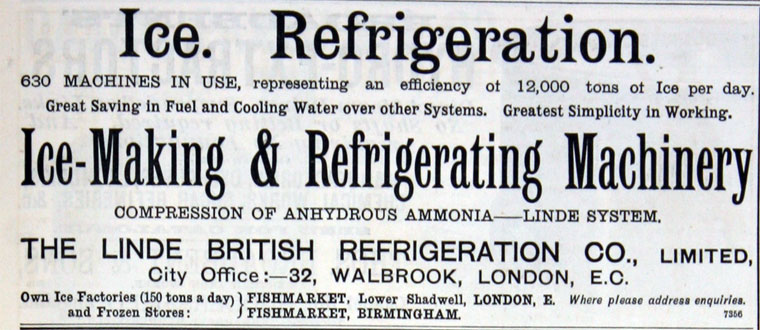 Ice. Refrigeration.
630 MACHINES IN USE, representing an efficiency of 12,000 tons of Ice per day.
Great Saving in Fuel and Cooling Water over other Systems. Greatest Simplicity in Working.
Ice-Making & Refrigerating Machinery
COMPRESSION OF ANHYDROUS AMMONIA—LINDE SYSTEM.
THE LINDE BRITISH REFRIGERATION CO., LIMITED,
City Office:—32, WALBROOK, LONDON, E.C.
Own Ice Factories (150 tons a day) } FISHMARKET, Lower Shadwell, LONDON, E. Where please address enquiries.
and Frozen Stores: } FISHMARKET, BIRMINGHAM. 7356